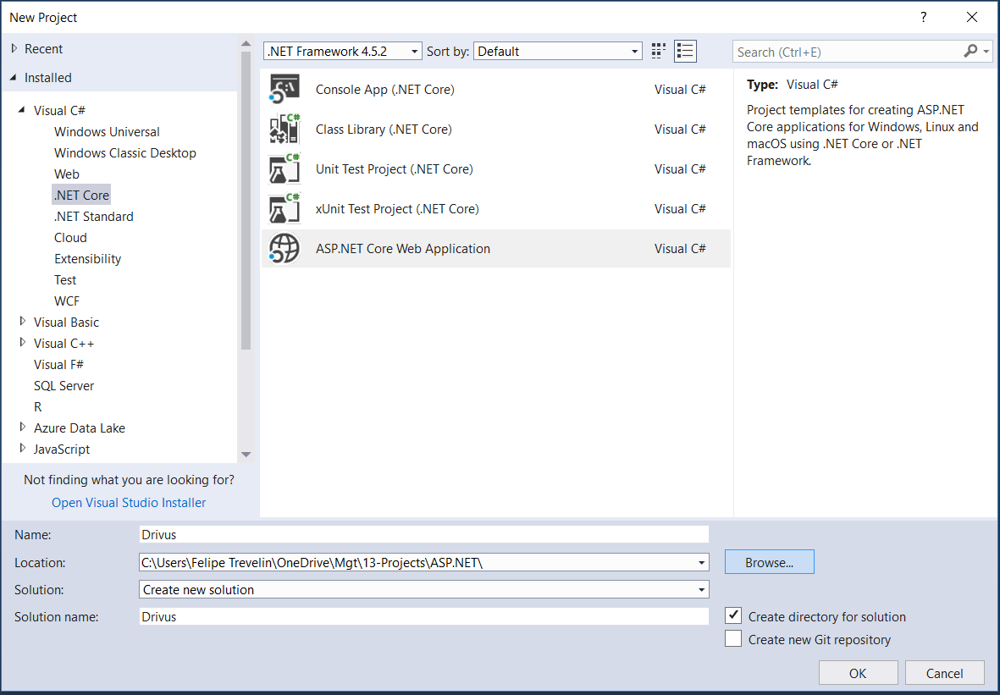 New Project
?
Recent
Installed
Visual C#
Windows Universal
Windows Classic Desktop
Web
.NET Core
.NET Standard
Cloud
Extensibility
Test
WCF
Visual Basic
Visual C++
Visual F#
SQL Server
R
Azure Data Lake
JavaScript
Not finding what you are looking for?
Open Visual Studio Installer
.NET Framework 4.5.2 Sort by: Default
Console App (.NET Core) Visual C#
Class Library (.NET Core) Visual C#
C#
Unit Test Project (.NET Core) Visual C#
C#
xUnit Test Project (.NET Core) Visual C#
C#
ASP.NET Core Web Application Visual C#
Search (Ctrl+E)
Type: Visual C#
Project templates for creating ASP.NET
Core applications for Windows, Linux and
macOS using .NET Core or .NET
Framework.
Name: Drivus
Location: C:\Users\Felipe Trevelin\OneDrive\Mgt\13-Projects\ASP.NET\ Browse...
Solution: Create new solution
Solution name: Drivus
Create directory for solution
Create new Git repository
OK Cancel